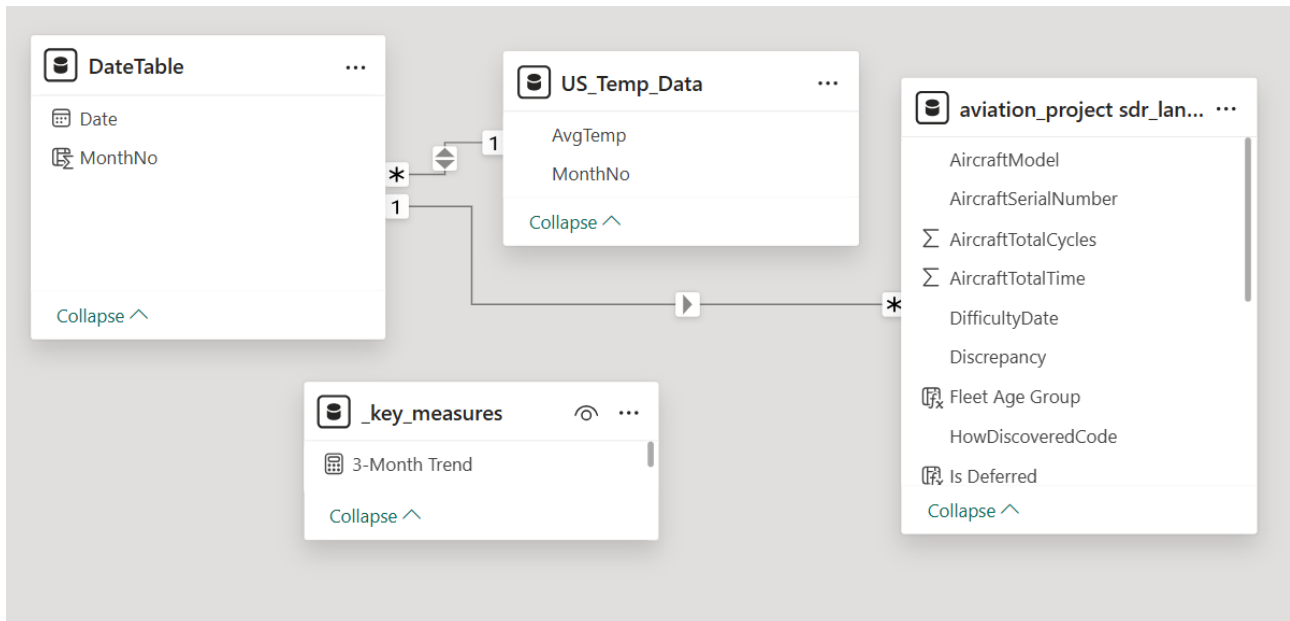 DateTable
Date
MonthNo
Collapse
*
1
1
US_Temp_Data
AvgTemp
MonthNo
Collapse
*
aviation_project sdr_lan...
AircraftModel
AircraftSerialNumber
AircraftTotalCycles
AircraftTotalTime
DifficultyDate
Discrepancy
Fleet Age Group
HowDiscoveredCode
Is Deferred
Collapse
_key_measures
3-Month Trend
Collapse